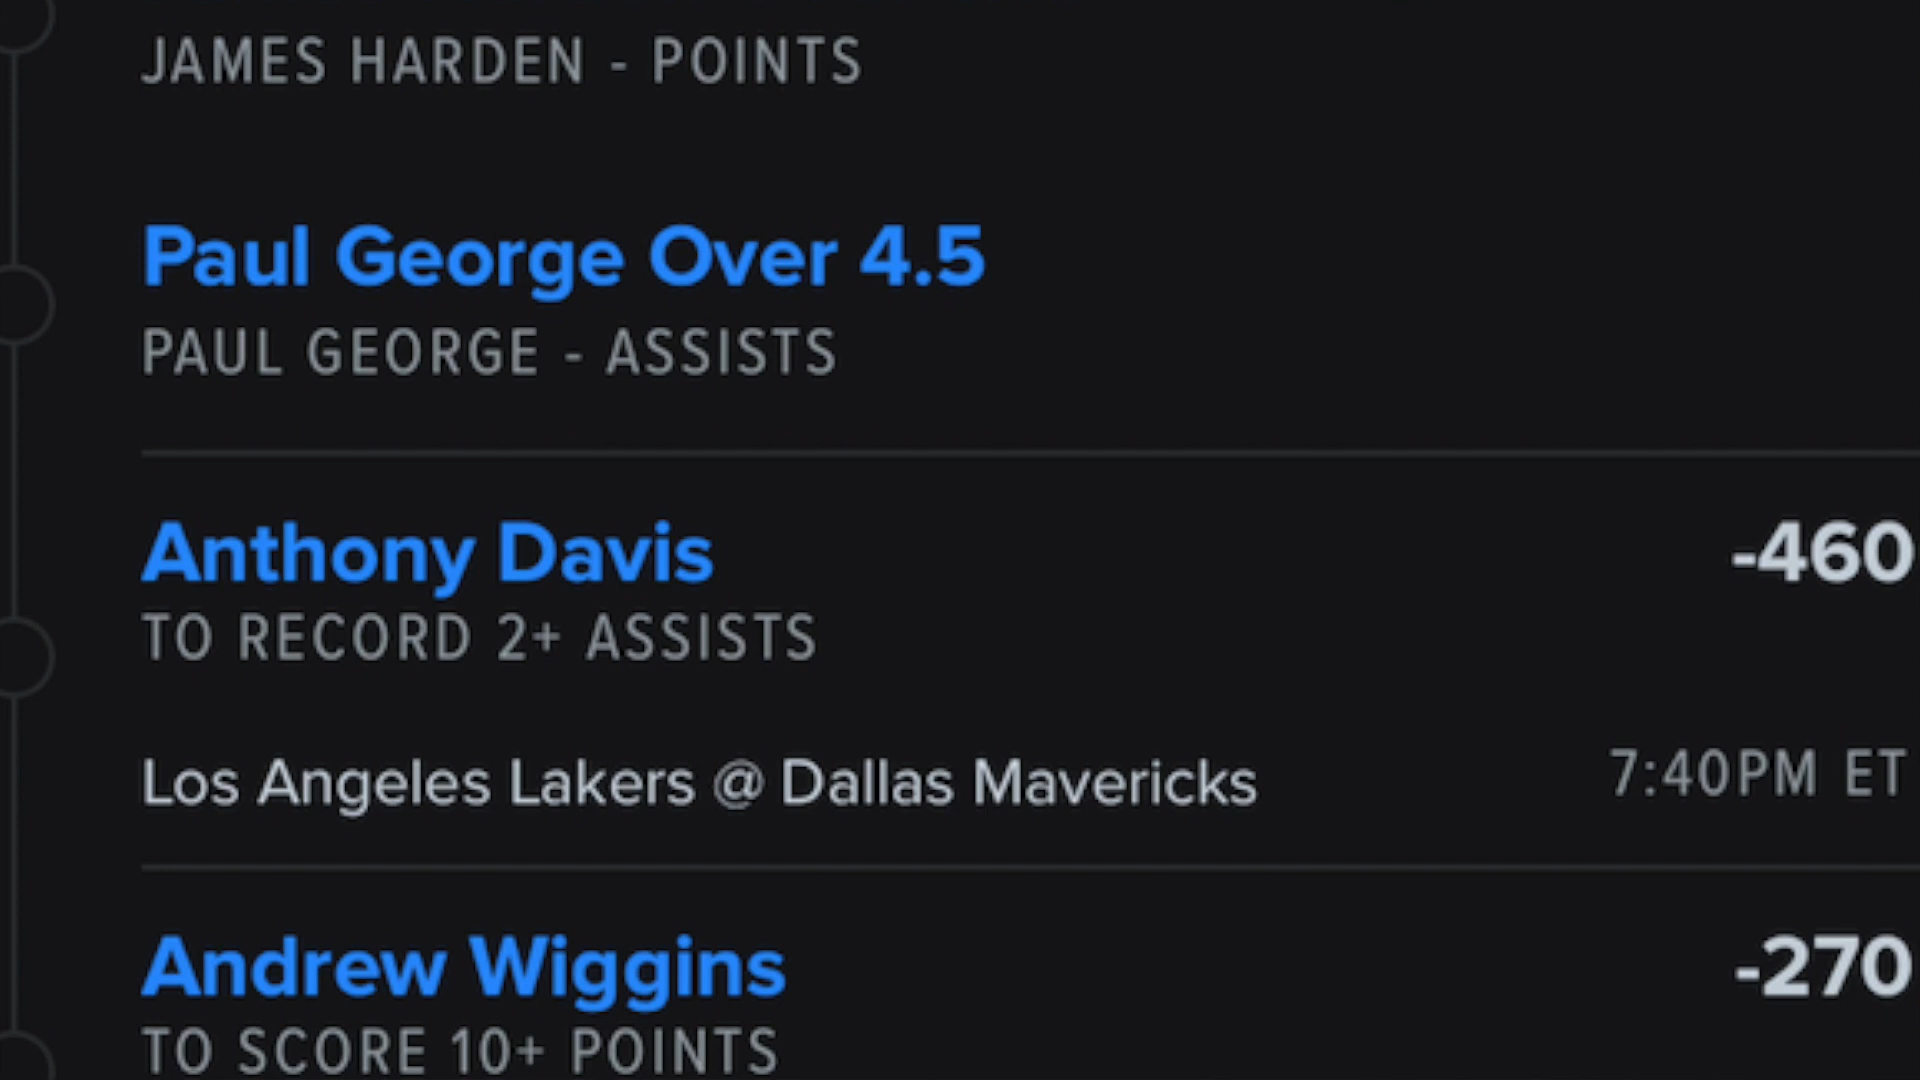 JAMES HARDEN - POINTS
Paul George Over 4.5
PAUL GEORGE - ASSISTS
Anthony Davis -460
TO RECORD 2+ ASSISTS
Los Angeles Lakers @ Dallas Mavericks 7:40PM ET
Andrew Wiggins -270
TO SCORE 10+ POINTS